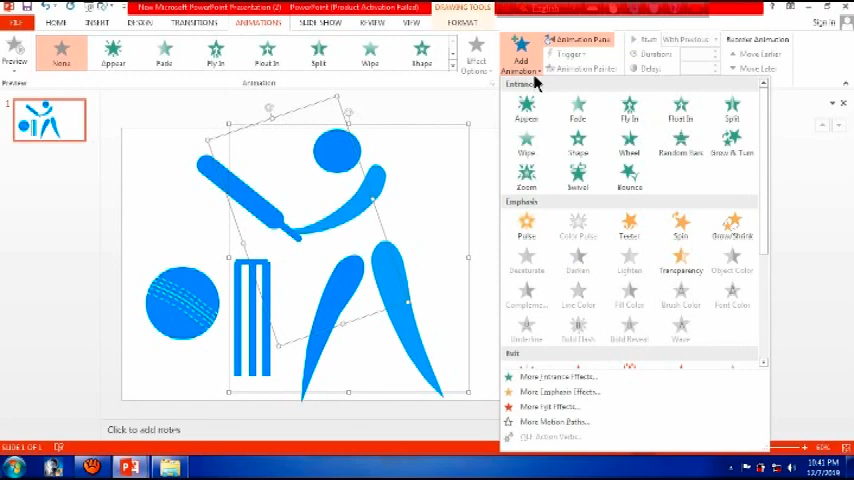 New Microsoft PowerPoint Presentation (2) - PowerPoint (Product Activation Failed)
DRAWING TOOLS
English
FILE HOME INSERT DESIGN TRANSITIONS ANIMATIONS SLIDE SHOW REVIEW VIEW FORMAT
Sign in
Preview
None Appear Fade Fly In Float In Split Wipe Shape
Effect Options
Add Animation
Animation Pane
Trigger
Animation Painter
Start: With Previous
Duration:
Delay:
Reorder Animation
Move Earlier
Move Later
Preview
Animation
1
Entrance
Appear Fade Fly In Float In Split
Wipe Shape Wheel Random Bars Grow & Turn
Zoom Swivel Bounce
Emphasis
Pulse Color Pulse Teeter Spin Grow/Shrink
Desaturate Darken Lighten Transparency Object Color
Compleme... Line Color Fill Color Brush Color Font Color
Underline Bold Flash Bold Reveal Wave
Exit
More Entrance Effects...
More Emphasis Effects...
More Exit Effects...
More Motion Paths...
OLE Action Verbs...
Click to add notes
SLIDE 1 OF 1
60%
10:41 PM
12/7/2019